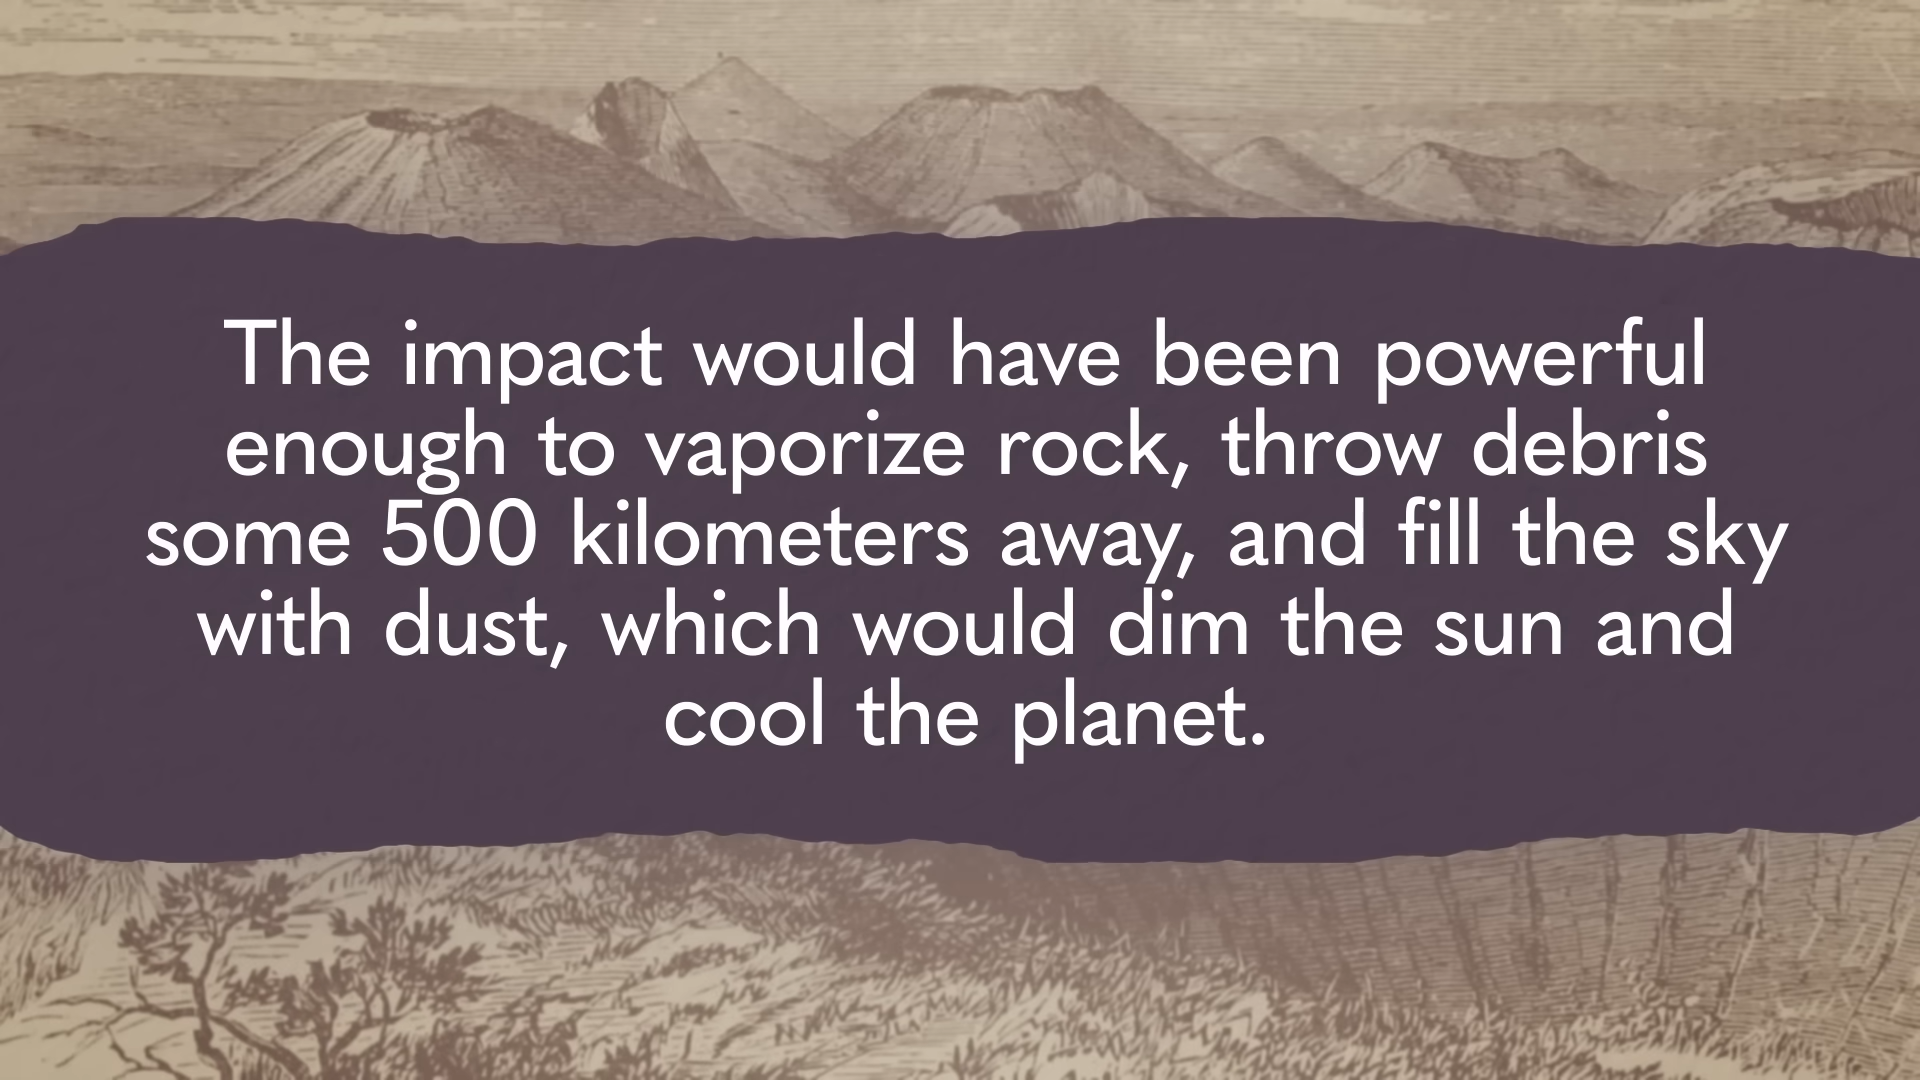 The impact would have been powerful
enough to vaporize rock, throw debris
some 500 kilometers away, and fill the sky
with dust, which would dim the sun and
cool the planet.